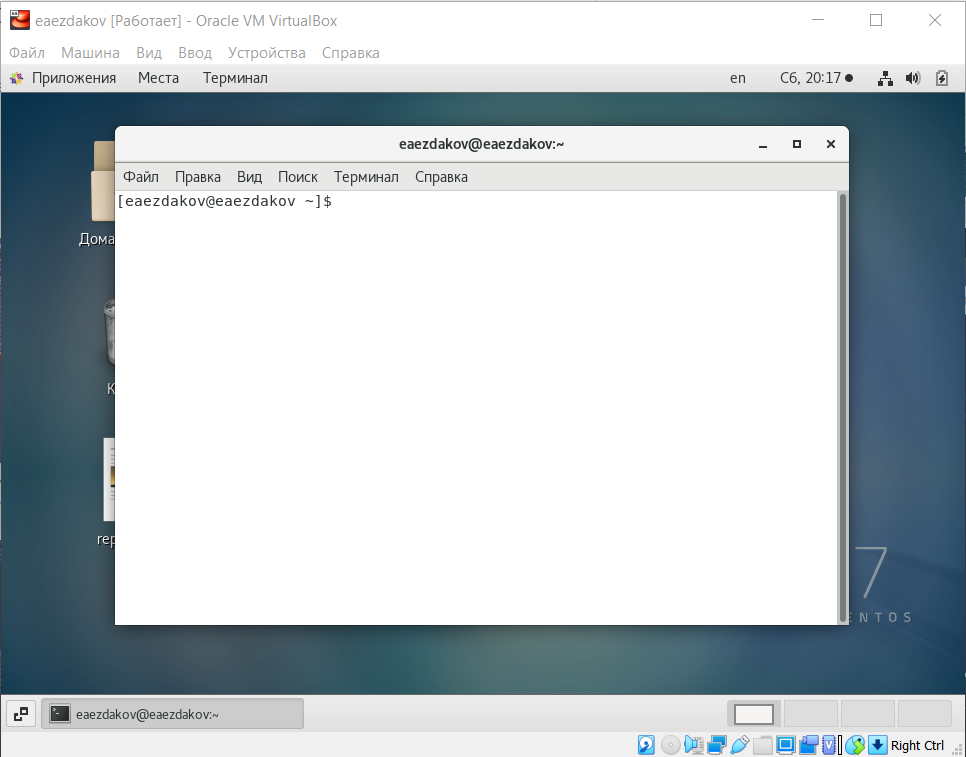 eaezdakov [Работает] - Oracle VM VirtualBox
Файл Машина Вид Ввод Устройства Справка
Приложения Места Терминал en Сб, 20:17
eaezdakov@eaezdakov:~
Файл Правка Вид Поиск Терминал Справка
[eaezdakov@eaezdakov ~]$
Дома
К
rep
7
ENTOS
eaezdakov@eaezdakov:~
Right Ctrl